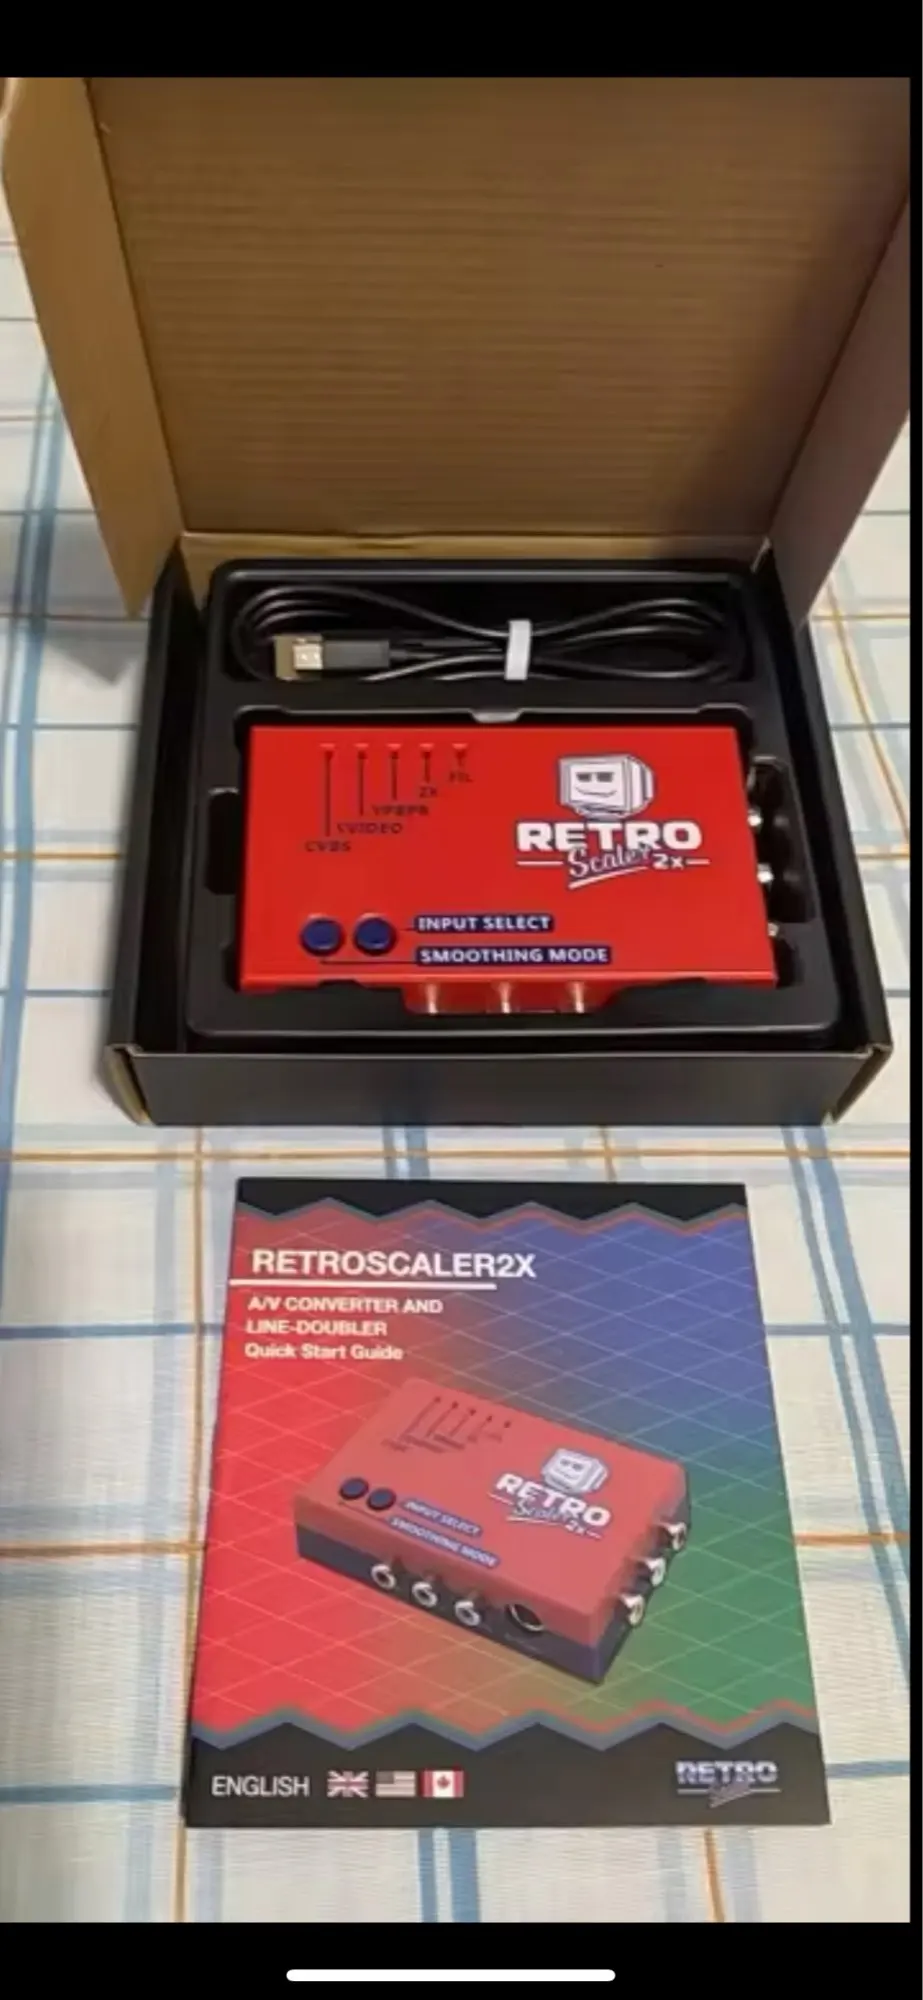 FIL
2X
YPBPR
SVIDEO
CVBS
RETRO
Scaler 2x
INPUT SELECT
SMOOTHING MODE
RETROSCALER2X
A/V CONVERTER AND
LINE-DOUBLER
Quick Start Guide
RETRO
Scaler 2x
INPUT SELECT
SMOOTHING MODE
ENGLISH
RETRO